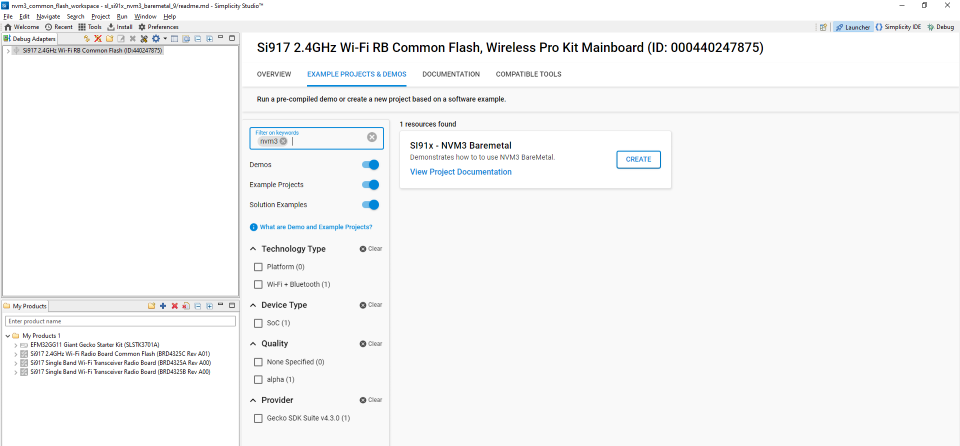 nvm3_common_flash_workspace - sl_si91x_nvm3_baremetal_9/readme.md - Simplicity Studio™
File Edit Navigate Search Project Run Window Help
Welcome Recent Tools Install Preferences
Launcher Simplicity IDE Debug
Debug Adapters
Si917 2.4GHz Wi-Fi RB Common Flash (ID:440247875)
My Products
Enter product name
My Products 1
EFM32GG11 Giant Gecko Starter Kit (SLSTK3701A)
Si917 2.4GHz Wi-Fi Radio Board Common Flash (BRD4325C Rev A01)
Si917 Single Band Wi-Fi Transceiver Radio Board (BRD4325A Rev A00)
Si917 Single Band Wi-Fi Transceiver Radio Board (BRD4325B Rev A00)
Si917 2.4GHz Wi-Fi RB Common Flash, Wireless Pro Kit Mainboard (ID: 000440247875)
OVERVIEW EXAMPLE PROJECTS & DEMOS DOCUMENTATION COMPATIBLE TOOLS
Run a pre-compiled demo or create a new project based on a software example.
Filter on keywords
nvm3
Demos
Example Projects
Solution Examples
What are Demo and Example Projects?
Technology Type Clear
Platform (0)
Wi-Fi + Bluetooth (1)
Device Type Clear
SoC (1)
Quality Clear
None Specified (0)
alpha (1)
Provider Clear
Gecko SDK Suite v4.3.0 (1)
1 resources found
SI91x - NVM3 Baremetal
Demonstrates how to to use NVM3 BareMetal.
View Project Documentation
CREATE